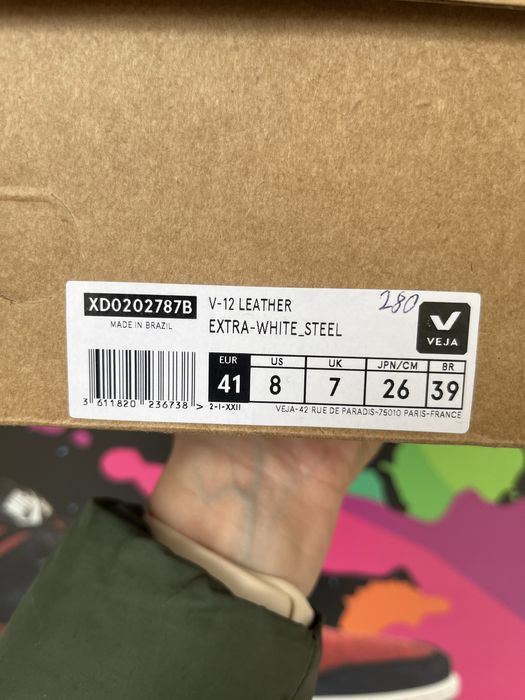 XD0202787B
MADE IN BRAZIL
V-12 LEATHER
EXTRA-WHITE_STEEL
280
VEJA
3 611820 236738 >
EUR
41
2-I-XXII
US
8
UK
7
JPN/CM
26
BR
39
VEJA-42 RUE DE PARADIS-75010 PARIS-FRANCE